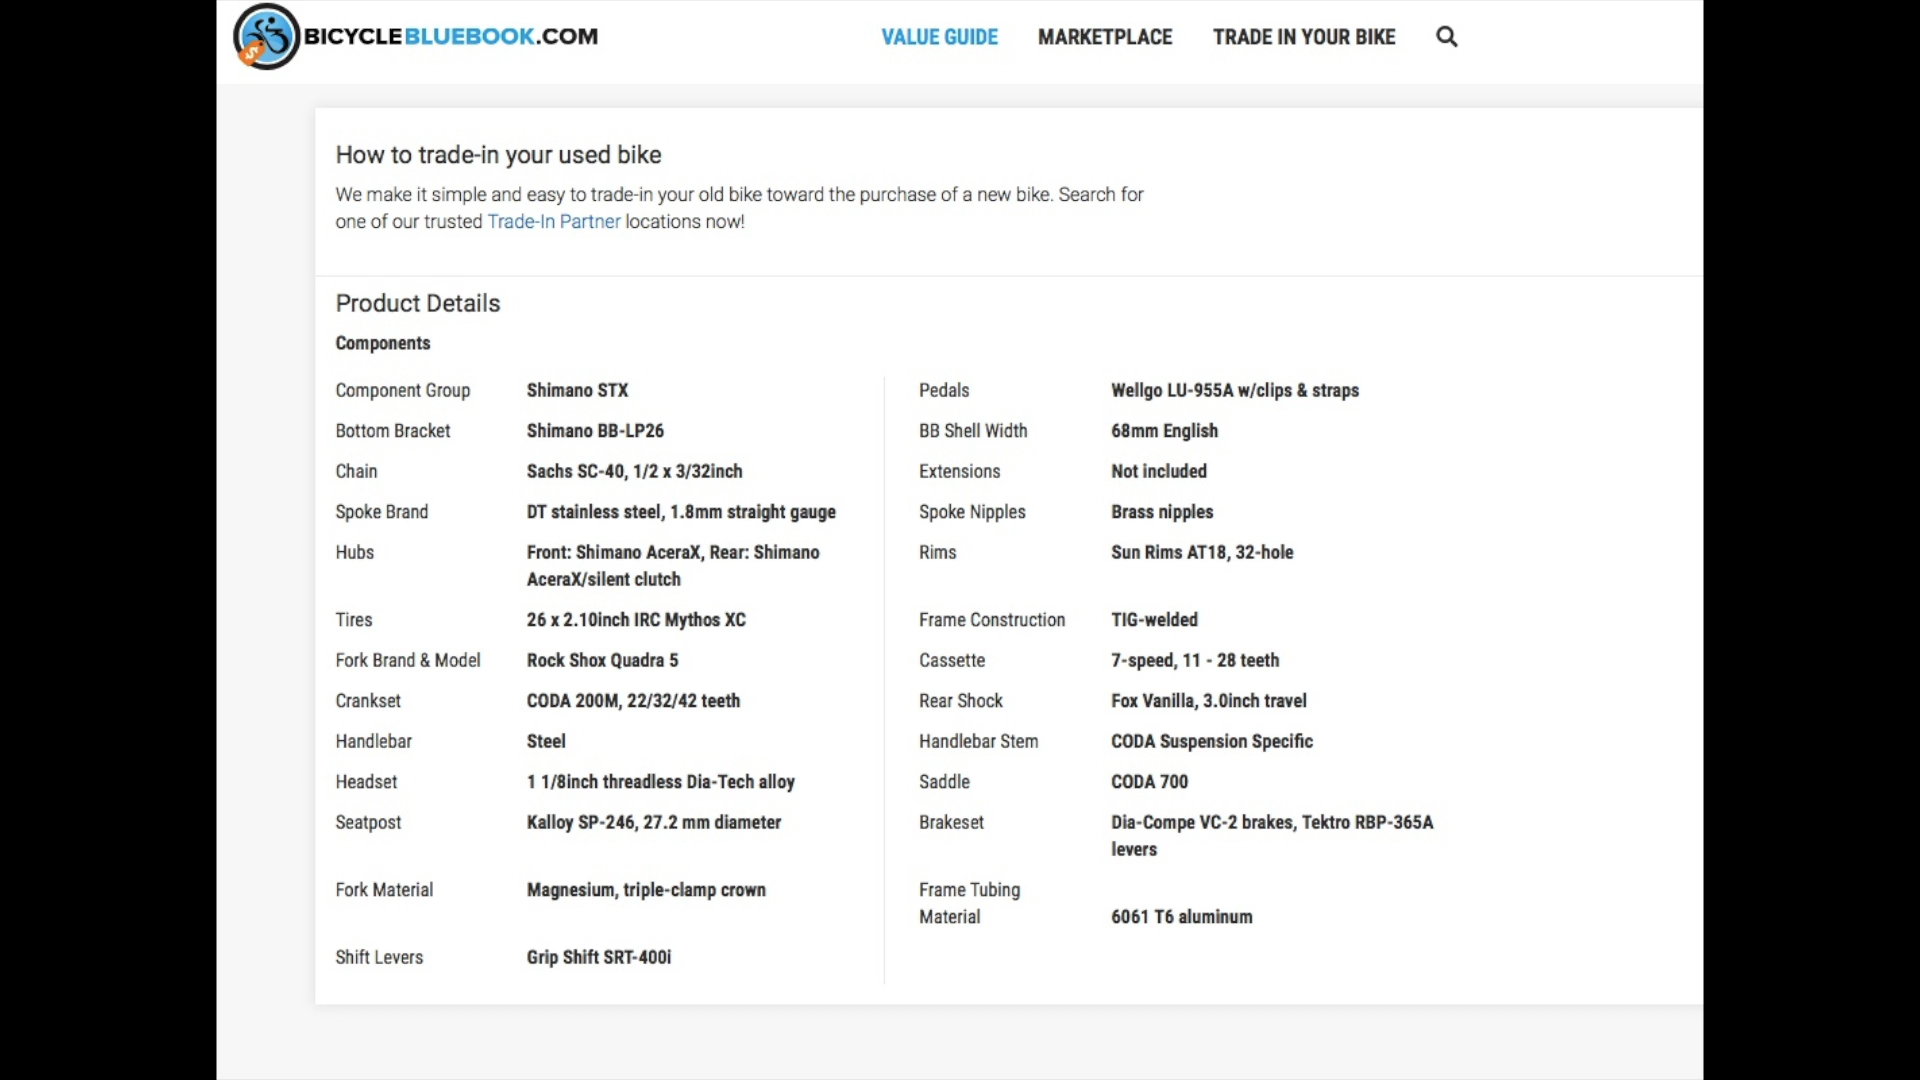 BICYCLEBLUEBOOK.COM
VALUE GUIDE MARKETPLACE TRADE IN YOUR BIKE
How to trade-in your used bike
We make it simple and easy to trade-in your old bike toward the purchase of a new bike. Search for
one of our trusted Trade-In Partner locations now!
Product Details
Components
Component Group Shimano STX
Bottom Bracket Shimano BB-LP26
Chain Sachs SC-40, 1/2 x 3/32inch
Spoke Brand DT stainless steel, 1.8mm straight gauge
Hubs Front: Shimano AceraX, Rear: Shimano
AceraX/silent clutch
Tires 26 x 2.10inch IRC Mythos XC
Fork Brand & Model Rock Shox Quadra 5
Crankset CODA 200M, 22/32/42 teeth
Handlebar Steel
Headset 1 1/8inch threadless Dia-Tech alloy
Seatpost Kalloy SP-246, 27.2 mm diameter
Fork Material Magnesium, triple-clamp crown
Shift Levers Grip Shift SRT-400i
Pedals Wellgo LU-955A w/clips & straps
BB Shell Width 68mm English
Extensions Not included
Spoke Nipples Brass nipples
Rims Sun Rims AT18, 32-hole
Frame Construction TIG-welded
Cassette 7-speed, 11 - 28 teeth
Rear Shock Fox Vanilla, 3.0inch travel
Handlebar Stem CODA Suspension Specific
Saddle CODA 700
Brakeset Dia-Compe VC-2 brakes, Tektro RBP-365A
levers
Frame Tubing
Material 6061 T6 aluminum